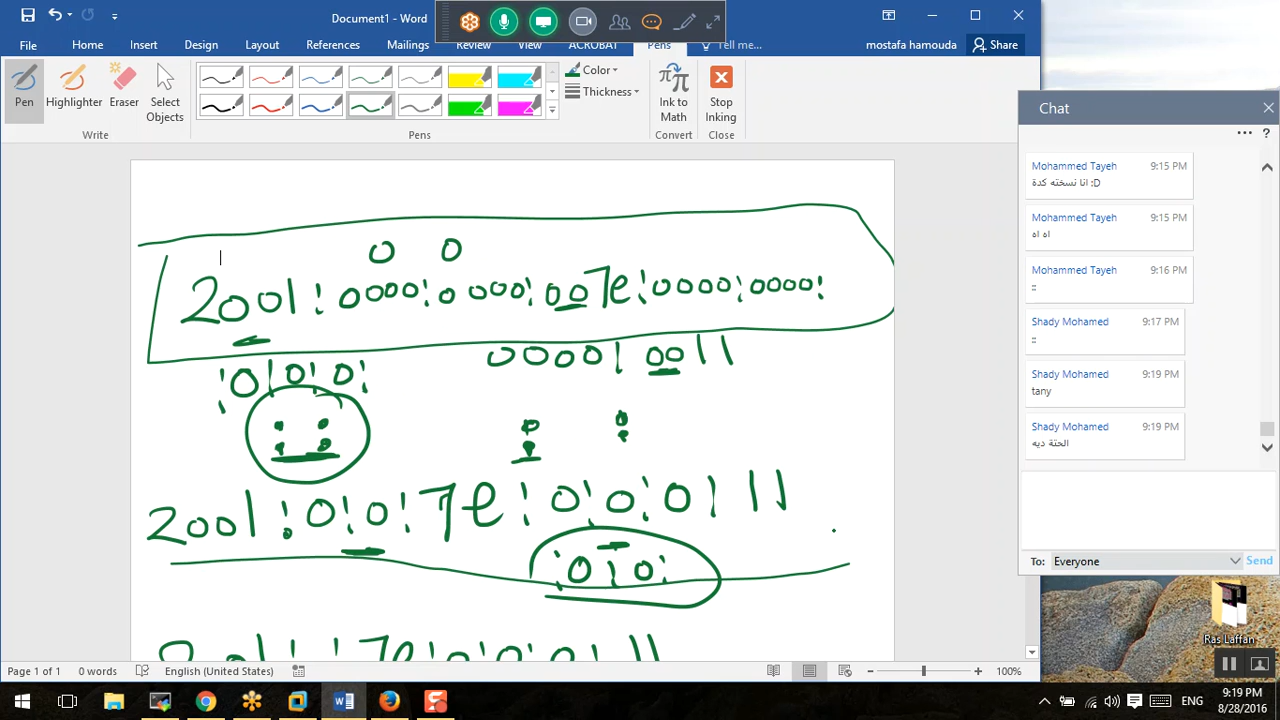 Document1 - Word
File Home Insert Design Layout References Mailings Review View ACROBAT Pens Tell me...
mostafa hamouda Share
Pen Highlighter Eraser Select Objects
Color
Thickness
Ink to Math
Stop Inking
Write Pens Convert Close
0 0
2001:0000:0000:007e:0000:0000:
00001 0011
:0:0:0:
2001:0:0:7e:0:0:0:11
:0:0:
Chat
Mohammed Tayeh 9:15 PM
انا نسخته كدة :D
Mohammed Tayeh 9:15 PM
اه اه
Mohammed Tayeh 9:16 PM
::
Shady Mohamed 9:17 PM
::
Shady Mohamed 9:19 PM
tany
Shady Mohamed 9:19 PM
الحتة ديه
To: Everyone Send
Ras Laffan
Page 1 of 1 0 words English (United States) 100%
ENG
9:19 PM
8/28/2016